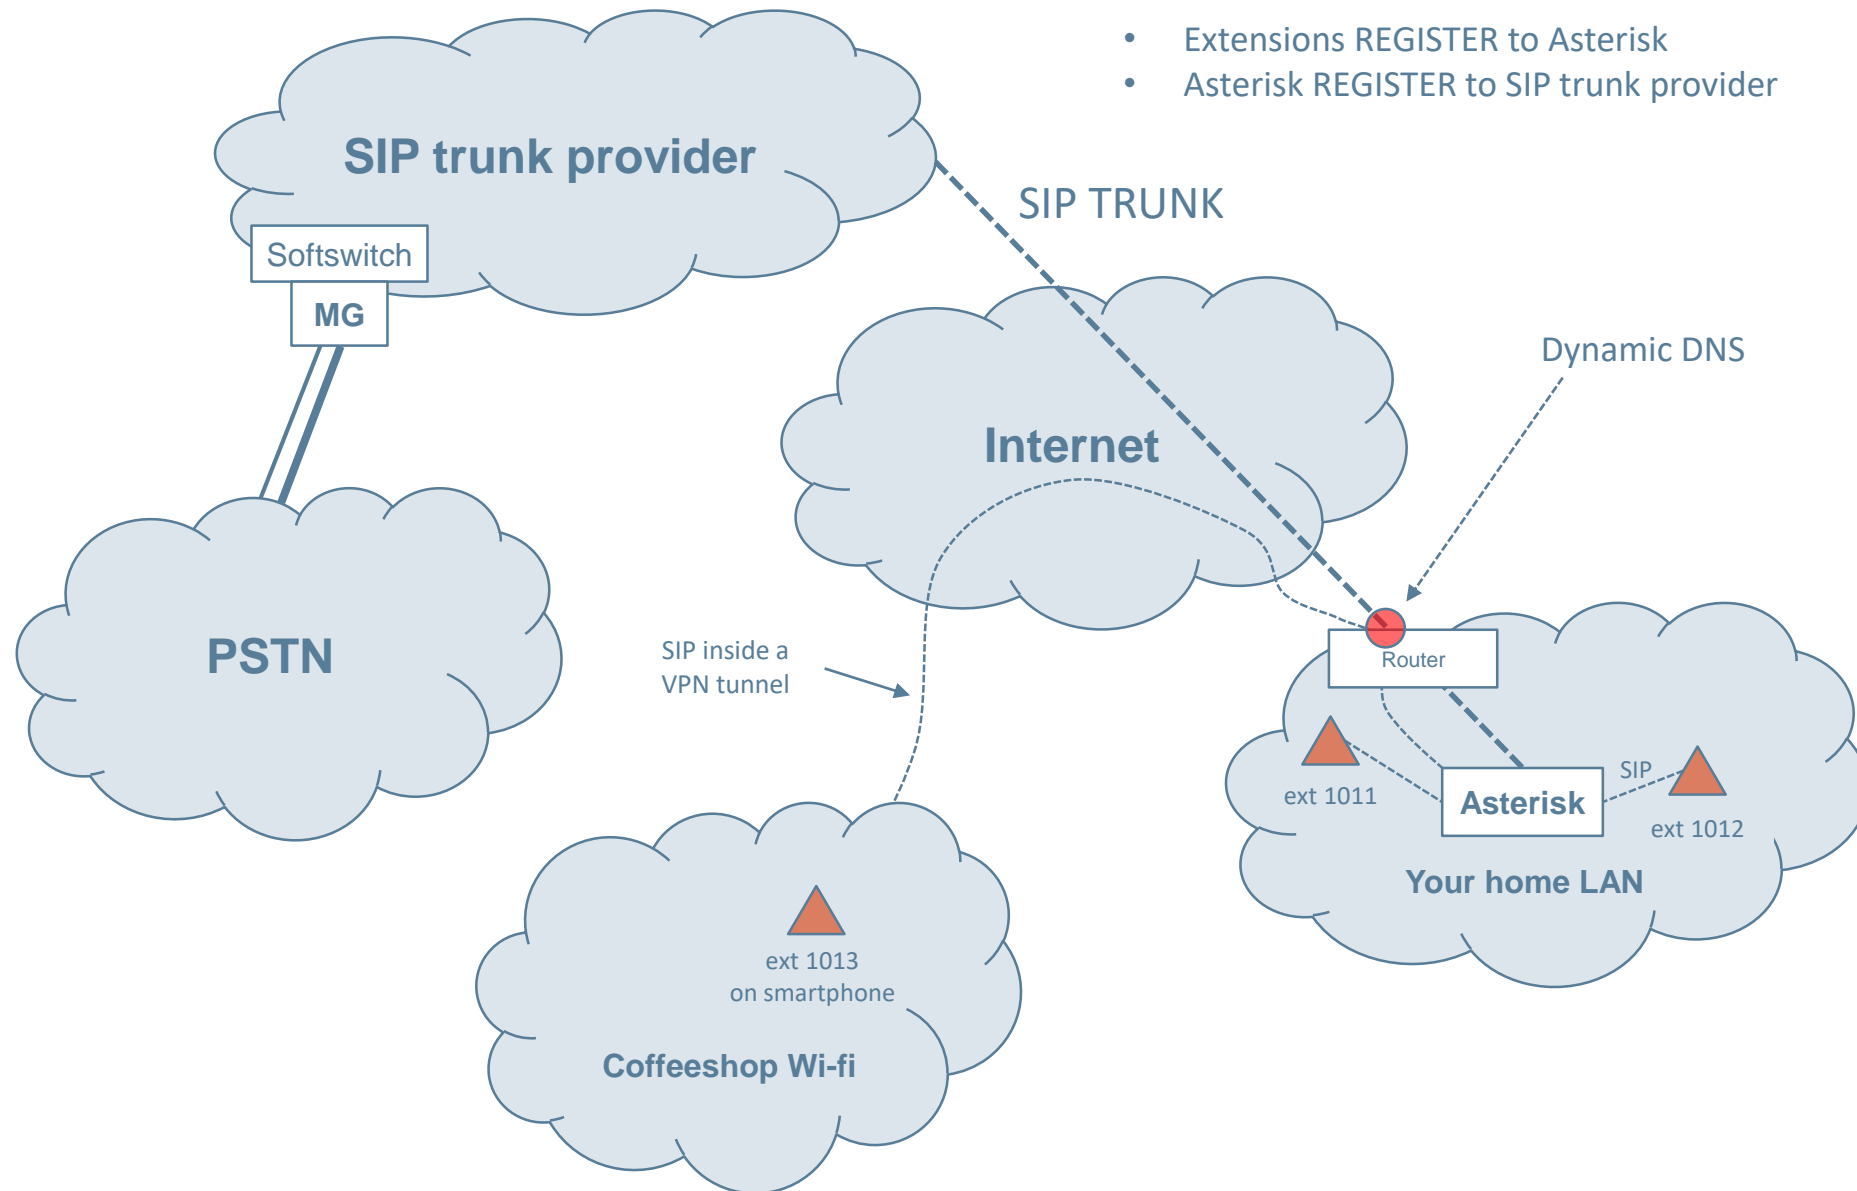 • Extensions REGISTER to Asterisk
• Asterisk REGISTER to SIP trunk provider
SIP trunk provider
SIP TRUNK
Softswitch
MG
Dynamic DNS
Internet
PSTN
SIP inside a
VPN tunnel
Router
SIP
ext 1011
Asterisk
ext 1012
Your home LAN
ext 1013
on smartphone
Coffeeshop Wi-fi